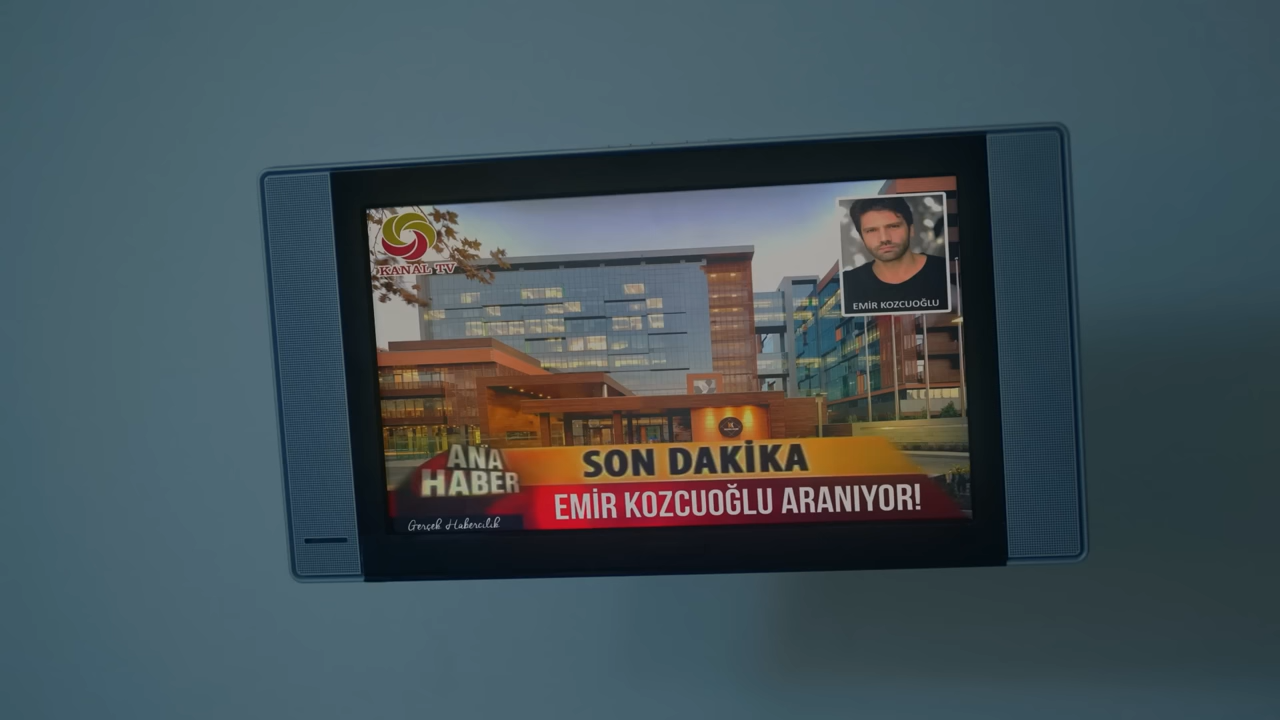 KANAL TV
EMİR KOZCUOĞLU
ANA
HABER
SON DAKİKA
EMİR KOZCUOĞLU ARANIYOR!
Gerçek Habercilik